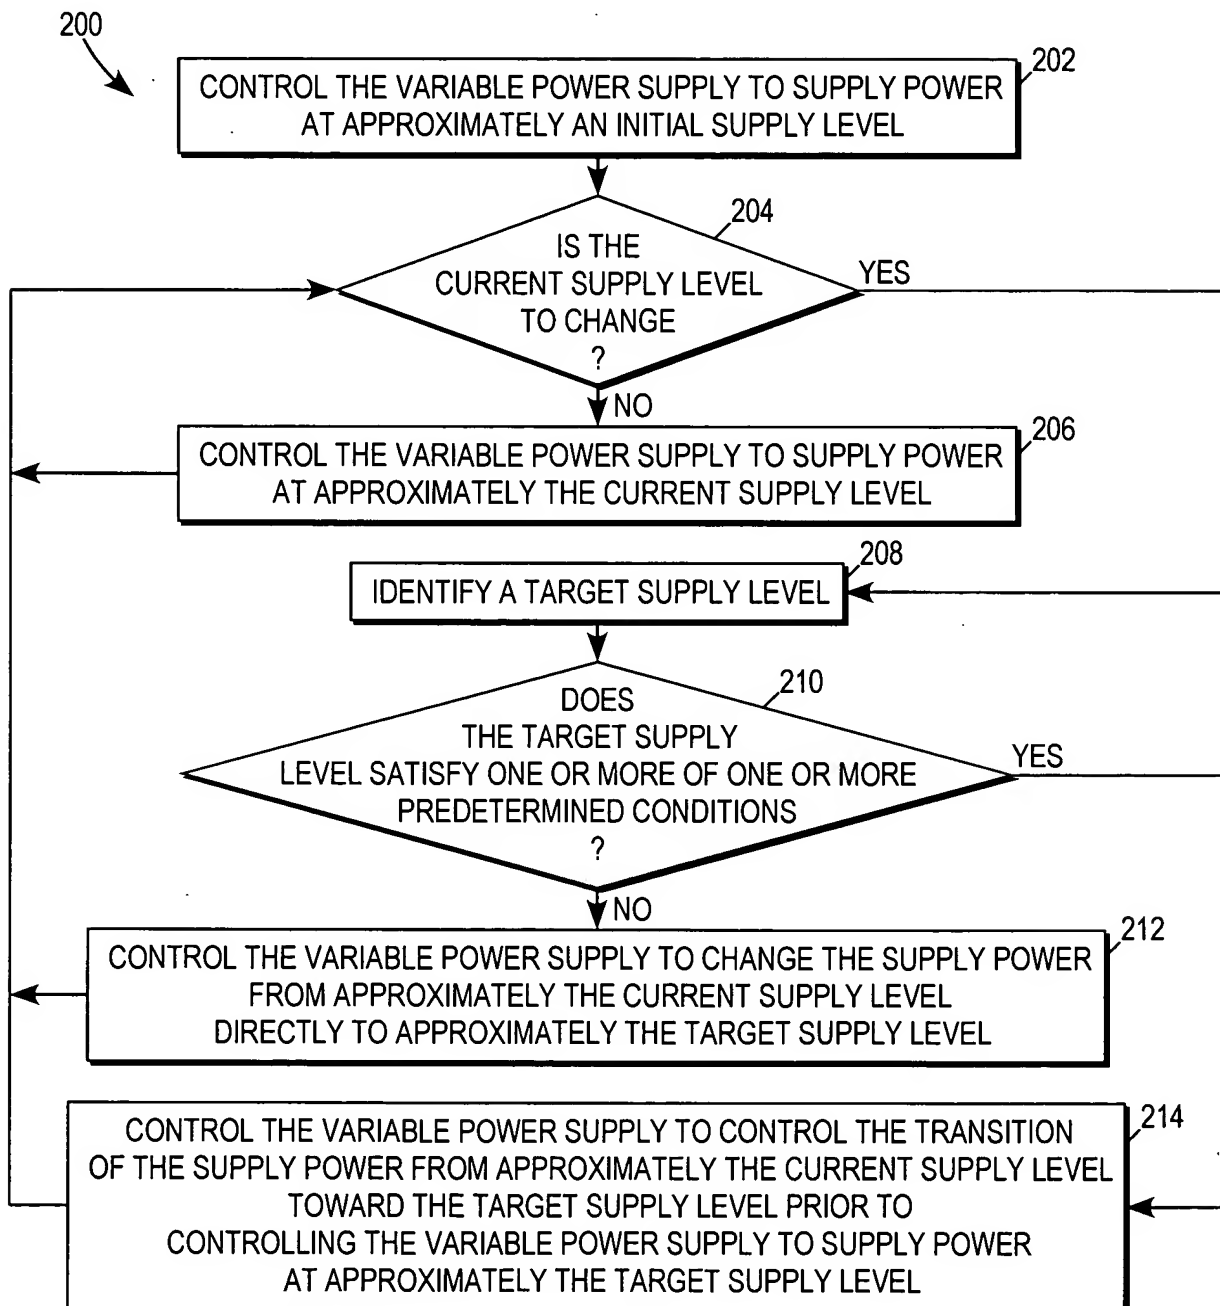 200
202
CONTROL THE VARIABLE POWER SUPPLY TO SUPPLY POWER
AT APPROXIMATELY AN INITIAL SUPPLY LEVEL
204
IS THE
CURRENT SUPPLY LEVEL
TO CHANGE
?
YES
NO
206
CONTROL THE VARIABLE POWER SUPPLY TO SUPPLY POWER
AT APPROXIMATELY THE CURRENT SUPPLY LEVEL
208
IDENTIFY A TARGET SUPPLY LEVEL
210
DOES
THE TARGET SUPPLY
LEVEL SATISFY ONE OR MORE OF ONE OR MORE
PREDETERMINED CONDITIONS
?
YES
NO
212
CONTROL THE VARIABLE POWER SUPPLY TO CHANGE THE SUPPLY POWER
FROM APPROXIMATELY THE CURRENT SUPPLY LEVEL
DIRECTLY TO APPROXIMATELY THE TARGET SUPPLY LEVEL
214
CONTROL THE VARIABLE POWER SUPPLY TO CONTROL THE TRANSITION
OF THE SUPPLY POWER FROM APPROXIMATELY THE CURRENT SUPPLY LEVEL
TOWARD THE TARGET SUPPLY LEVEL PRIOR TO
CONTROLLING THE VARIABLE POWER SUPPLY TO SUPPLY POWER
AT APPROXIMATELY THE TARGET SUPPLY LEVEL